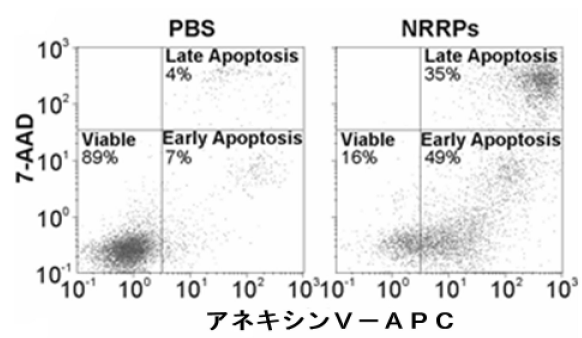 PBS
NRRPs
10³
10²
10¹
10⁰
10⁻¹
7-AAD
Late Apoptosis
4%
Viable
89%
Early Apoptosis
7%
Late Apoptosis
35%
Viable
16%
Early Apoptosis
49%
10⁻¹ 10⁰ 10¹ 10² 10³
10⁻¹ 10⁰ 10¹ 10² 10³
アネキシンV－APC